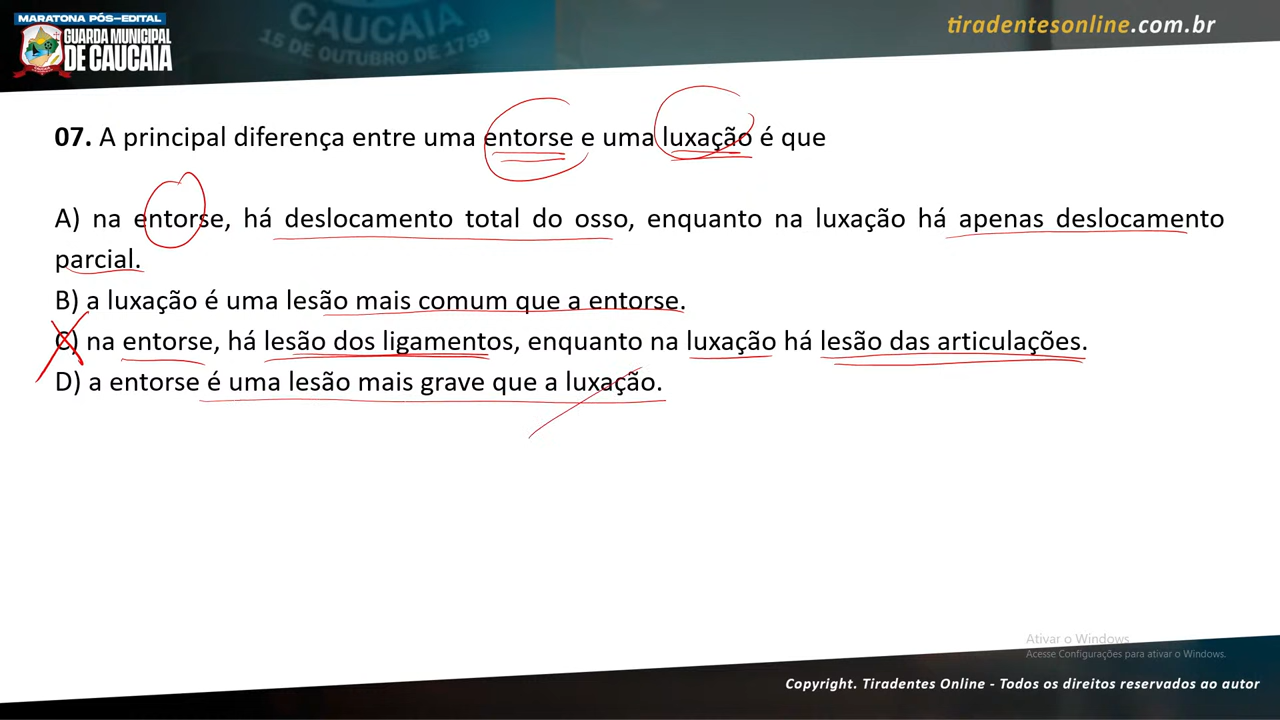 MARATONA PÓS-EDITAL
GUARDA MUNICIPAL
DE CAUCAIA
CAUCAIA
15 DE OUTUBRO DE 1759
tiradentesonline.com.br
07. A principal diferença entre uma entorse e uma luxação é que
A) na entorse, há deslocamento total do osso, enquanto na luxação há apenas deslocamento
parcial.
B) a luxação é uma lesão mais comum que a entorse.
C) na entorse, há lesão dos ligamentos, enquanto na luxação há lesão das articulações.
D) a entorse é uma lesão mais grave que a luxação.
Ativar o Windows
Acesse Configurações para ativar o Windows.
Copyright. Tiradentes Online - Todos os direitos reservados ao autor